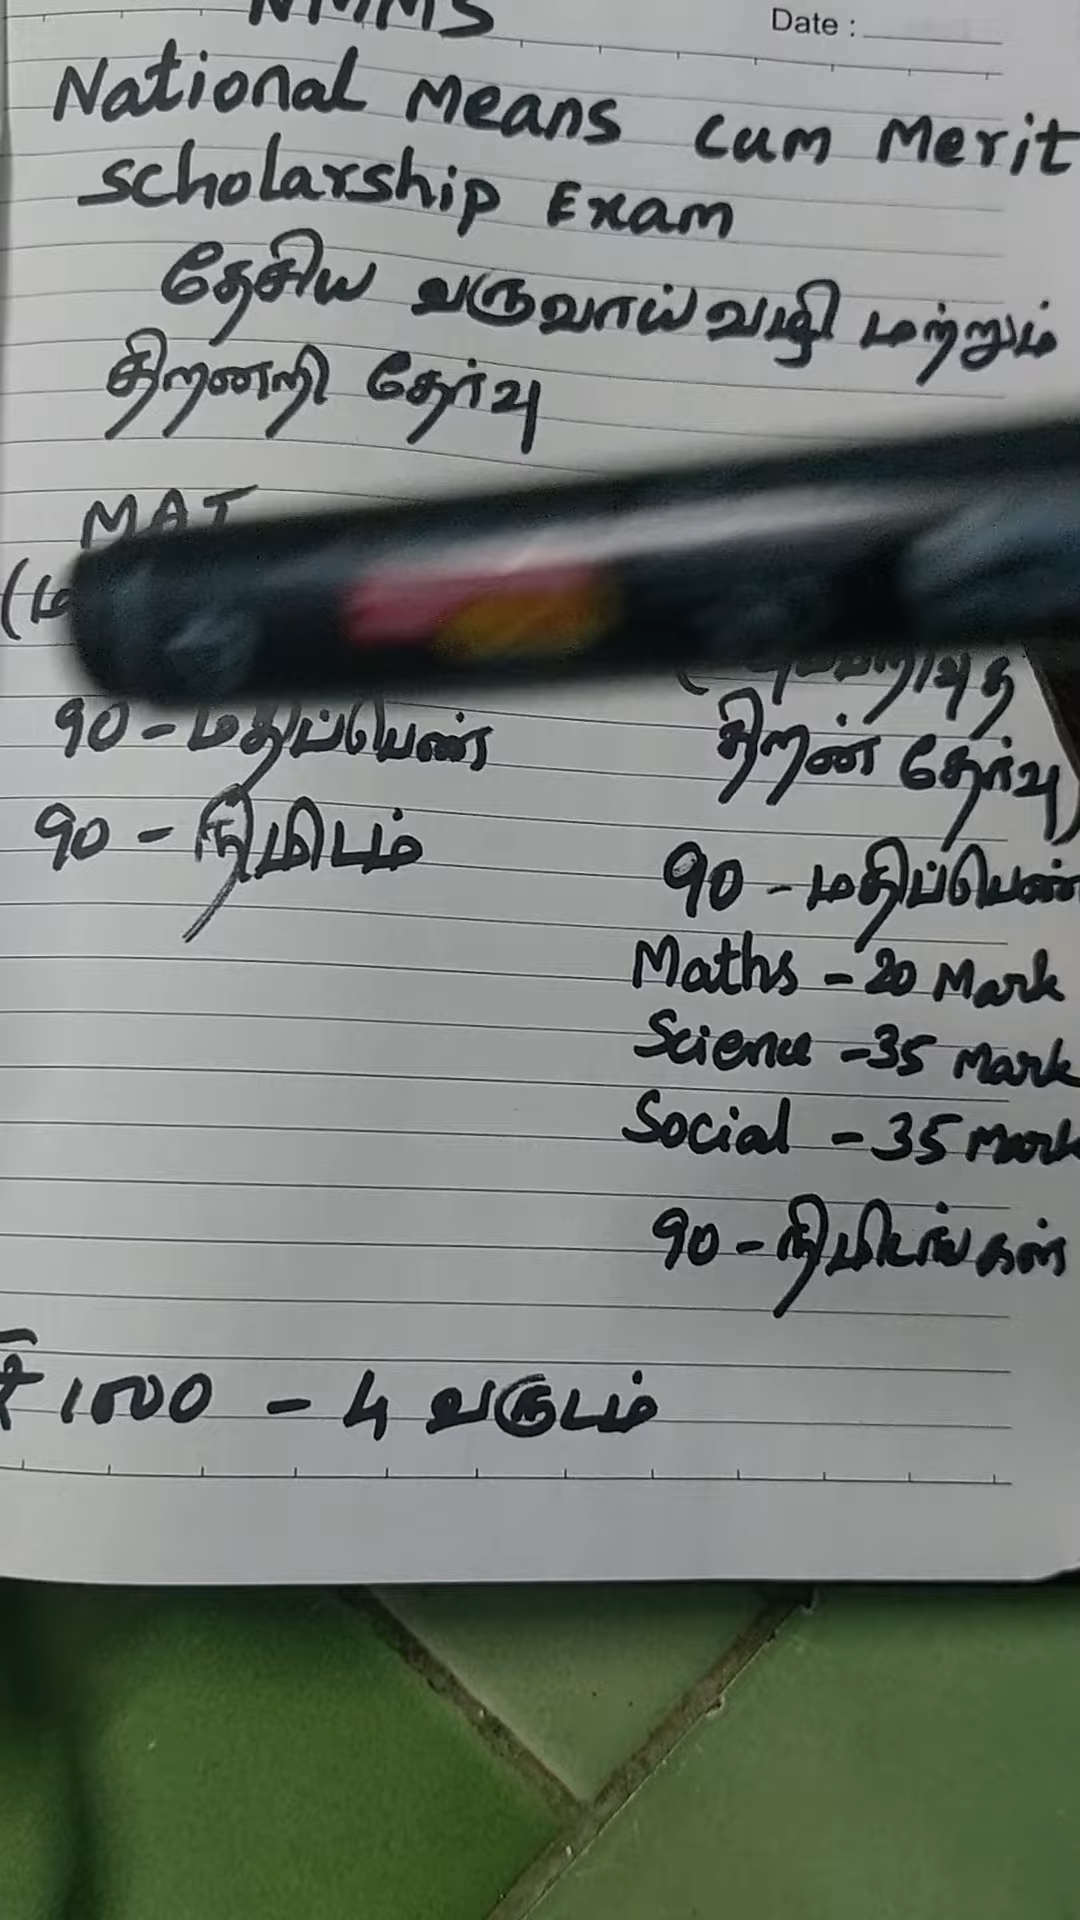 NMMS
Date :
National Means Cum Merit
Scholarship Exam
தேசிய வருவாய் வழி மற்றும்
திறனறி தேர்வு
MAT
90 - மதிப்பெண்
90 - நிமிடம்
திறன் தேர்வு)
90 - மதிப்பெண்
Maths - 20 Mark
Science - 35 Mark
Social - 35 Mark
90 - நிமிடங்கள்
₹ 1000 - 4 வருடம்